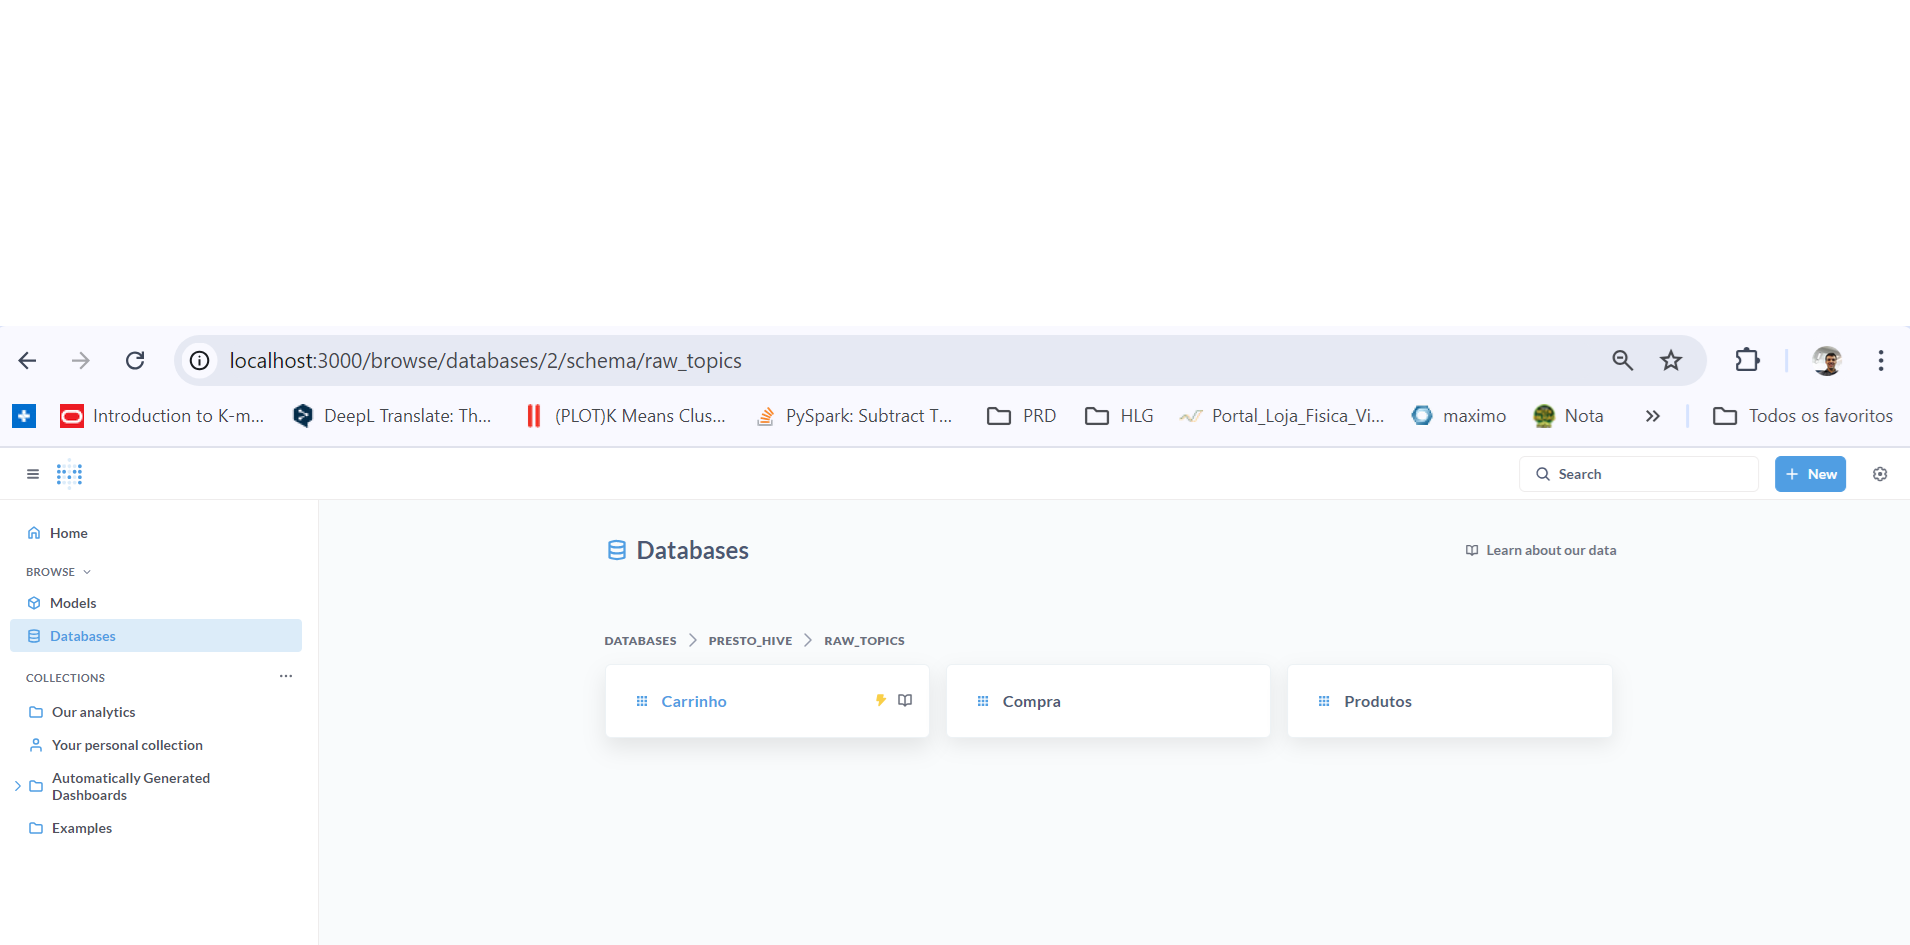 localhost:3000/browse/databases/2/schema/raw_topics
Introduction to K-m... DeepL Translate: Th... (PLOT)K Means Clus... PySpark: Subtract T... PRD HLG Portal_Loja_Fisica_Vi... maximo Nota Todos os favoritos
Search + New
Home
BROWSE
Models
Databases
COLLECTIONS
Our analytics
Your personal collection
Automatically Generated
Dashboards
Examples
Databases Learn about our data
DATABASES > PRESTO_HIVE > RAW_TOPICS
Carrinho Compra Produtos